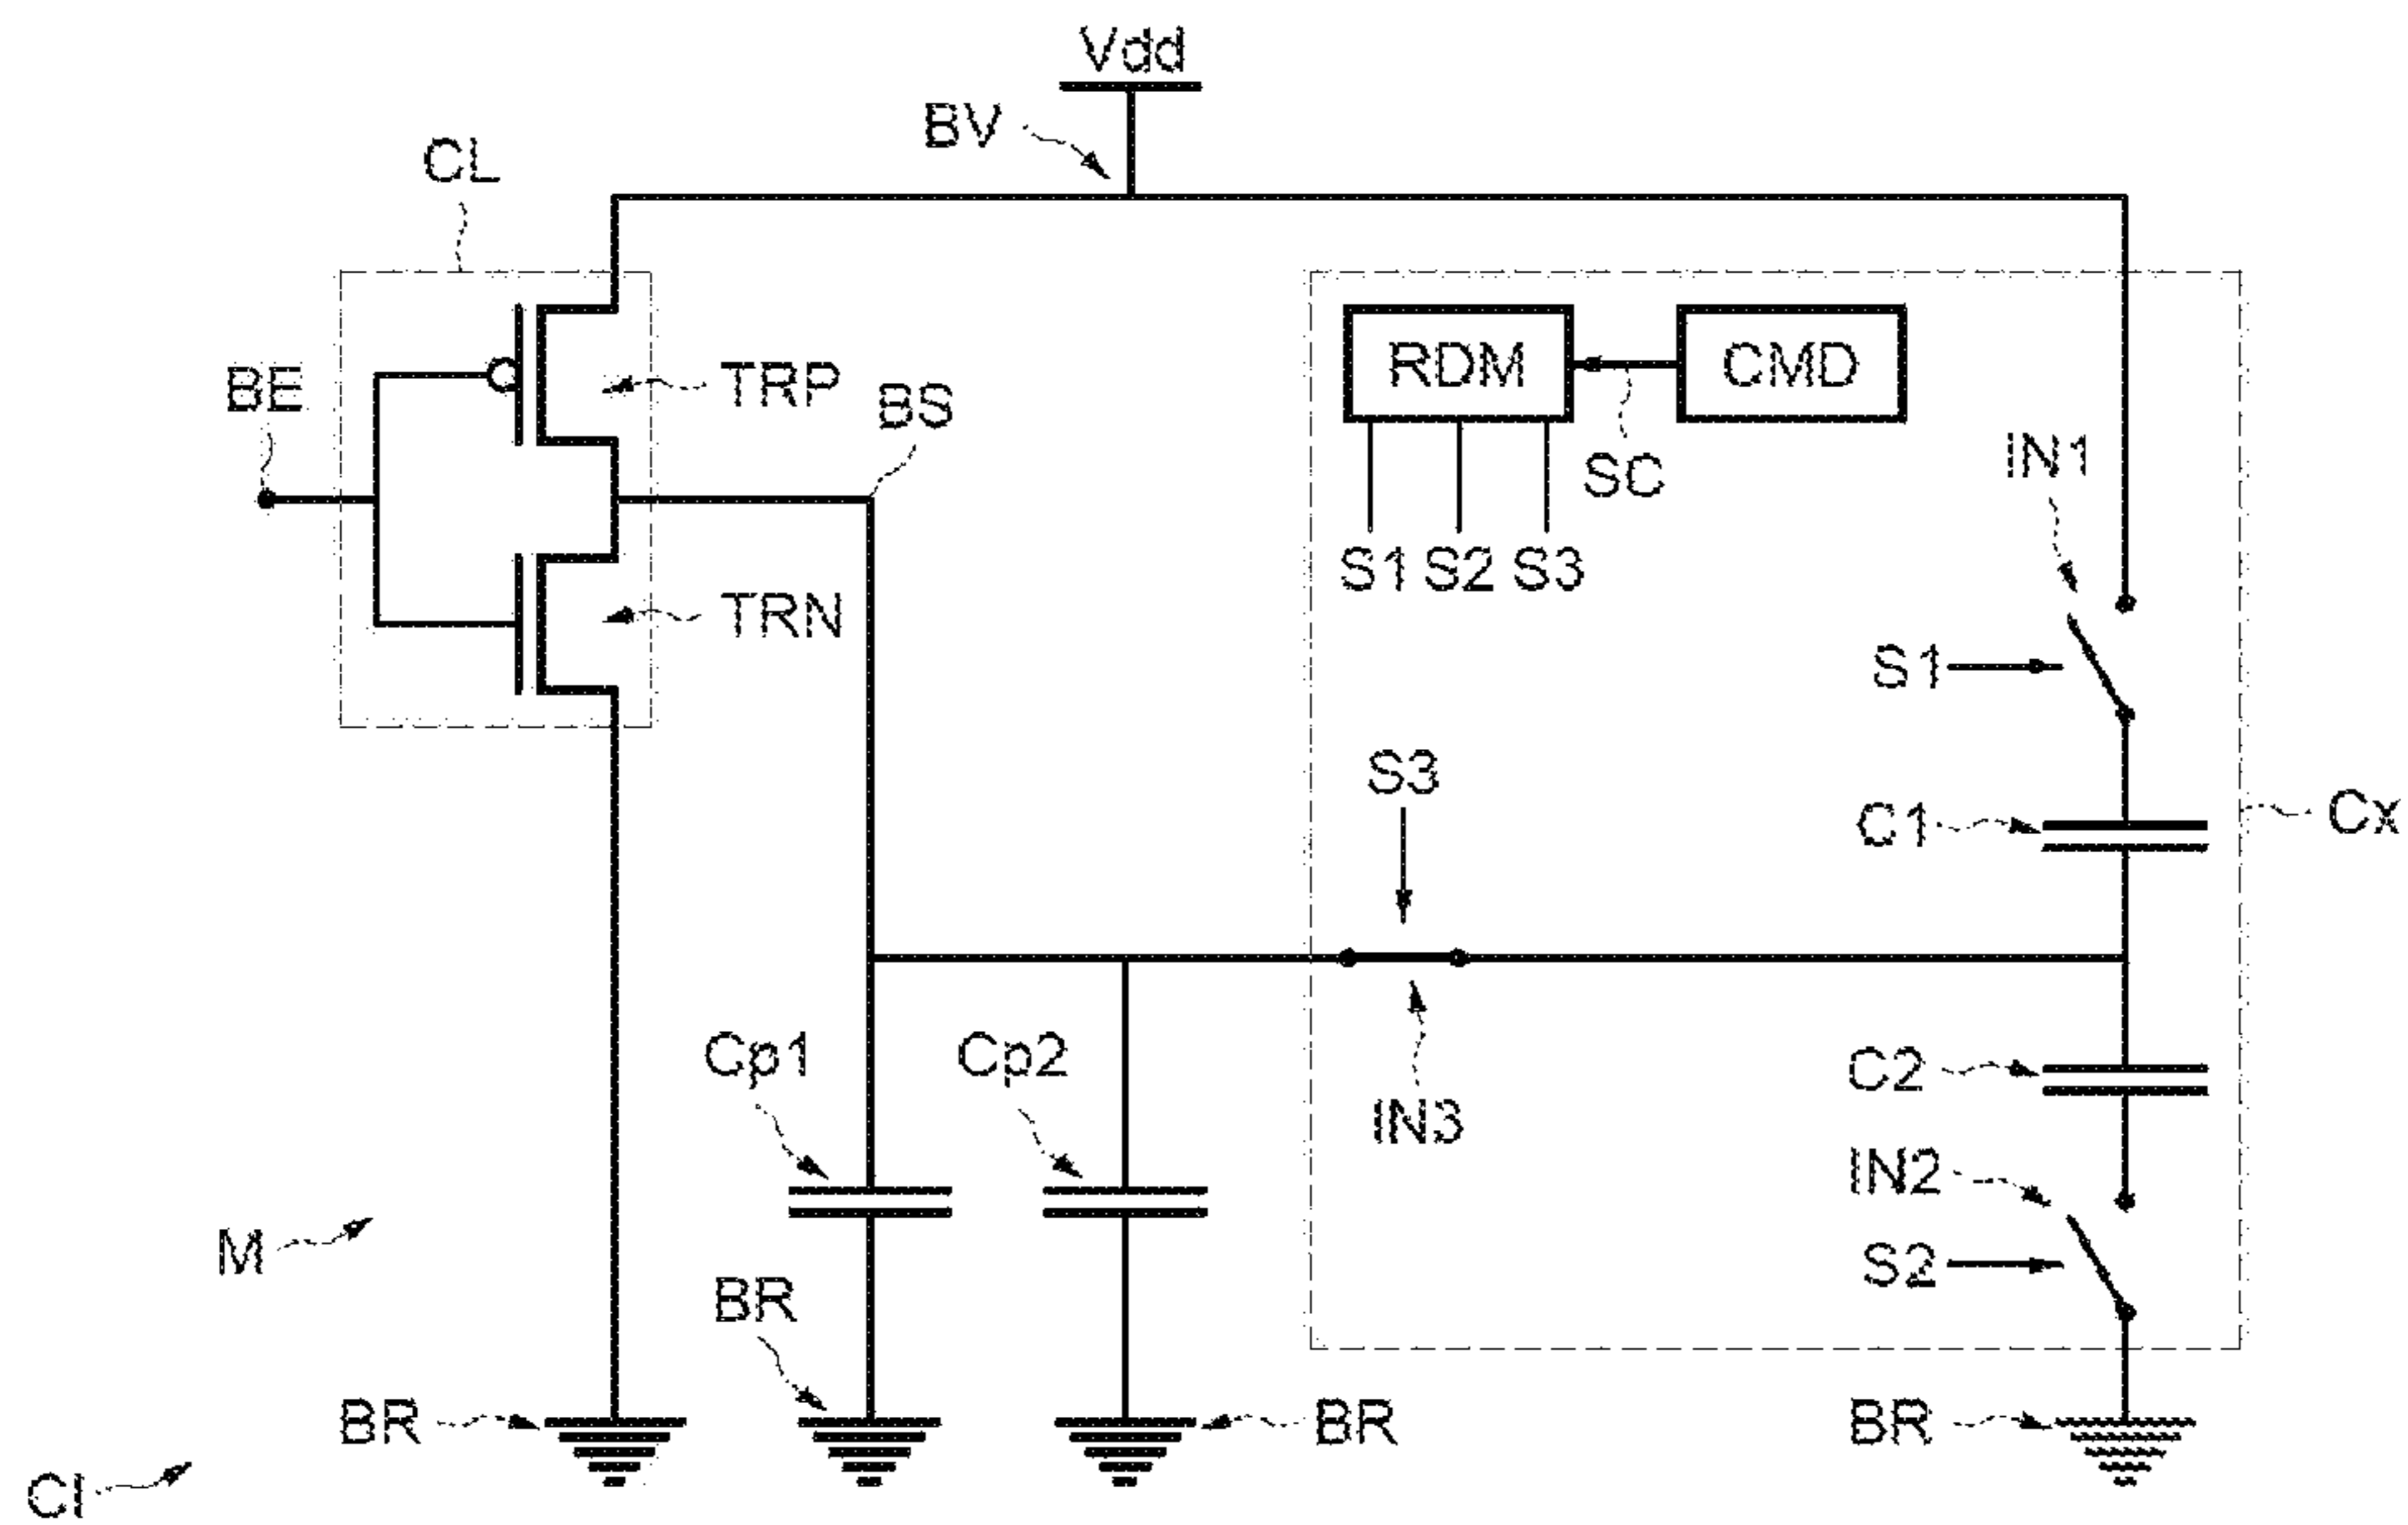 Vdd
BV
CL
RDM
CMD
BE
TRP
BS
IN1
SC
S1 S2 S3
TRN
S1
S3
C1
Cx
Cp1
Cp2
C2
IN3
IN2
M
S2
BR
BR
BR
BR
CI